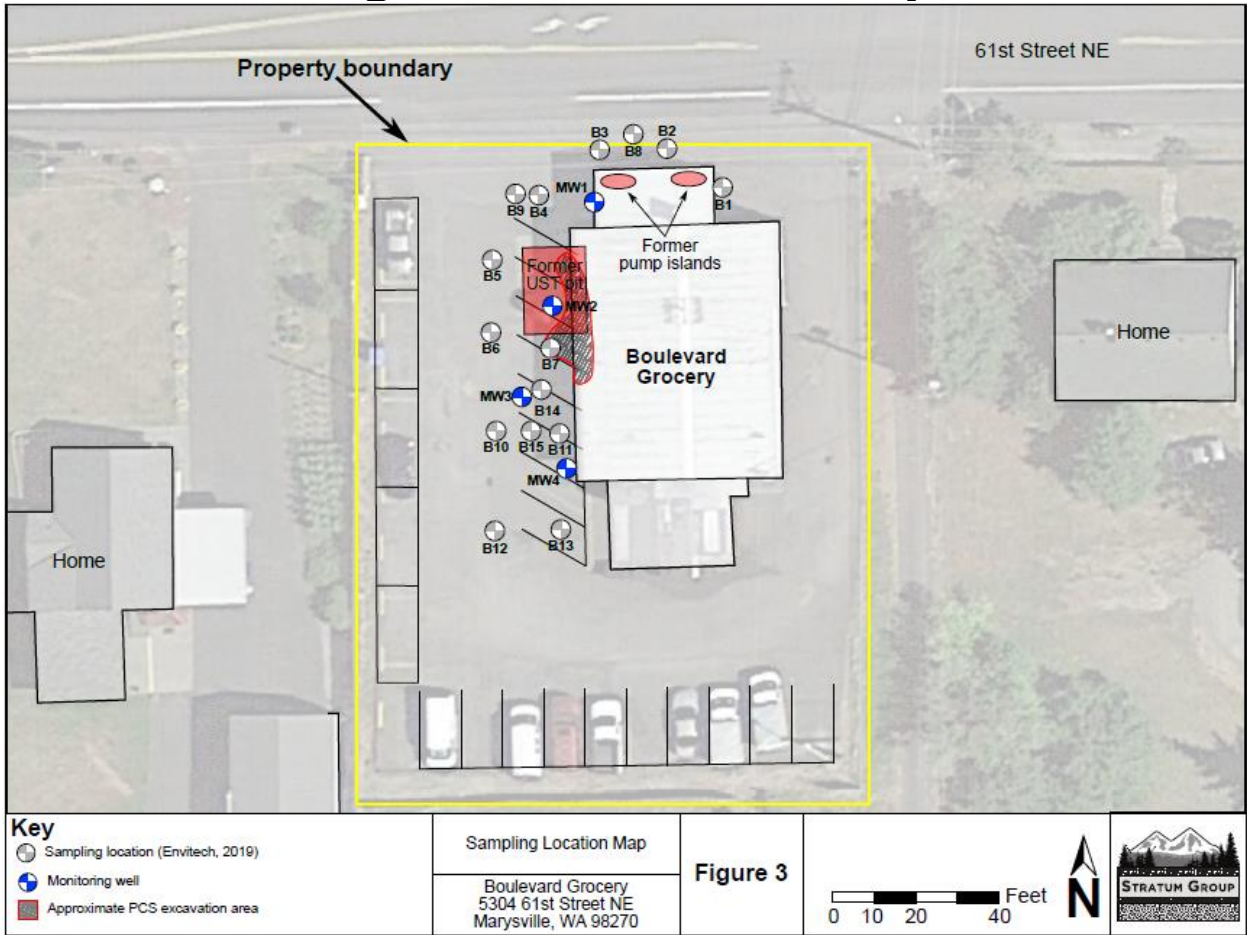 61st Street NE
Property boundary
B3
B8
B2
MW1
B1
B9
B4
Former
pump islands
B5
Former
UST pit
MW2
B6
B7
Boulevard
Grocery
Home
MW3
B14
B10
B15
B11
MW4
B12
B13
Home
Key
Sampling location (Envitech, 2019)
Monitoring well
Approximate PCS excavation area
Sampling Location Map
Boulevard Grocery
5304 61st Street NE
Marysville, WA 98270
Figure 3
Feet
0 10 20 40
N
STRATUM GROUP